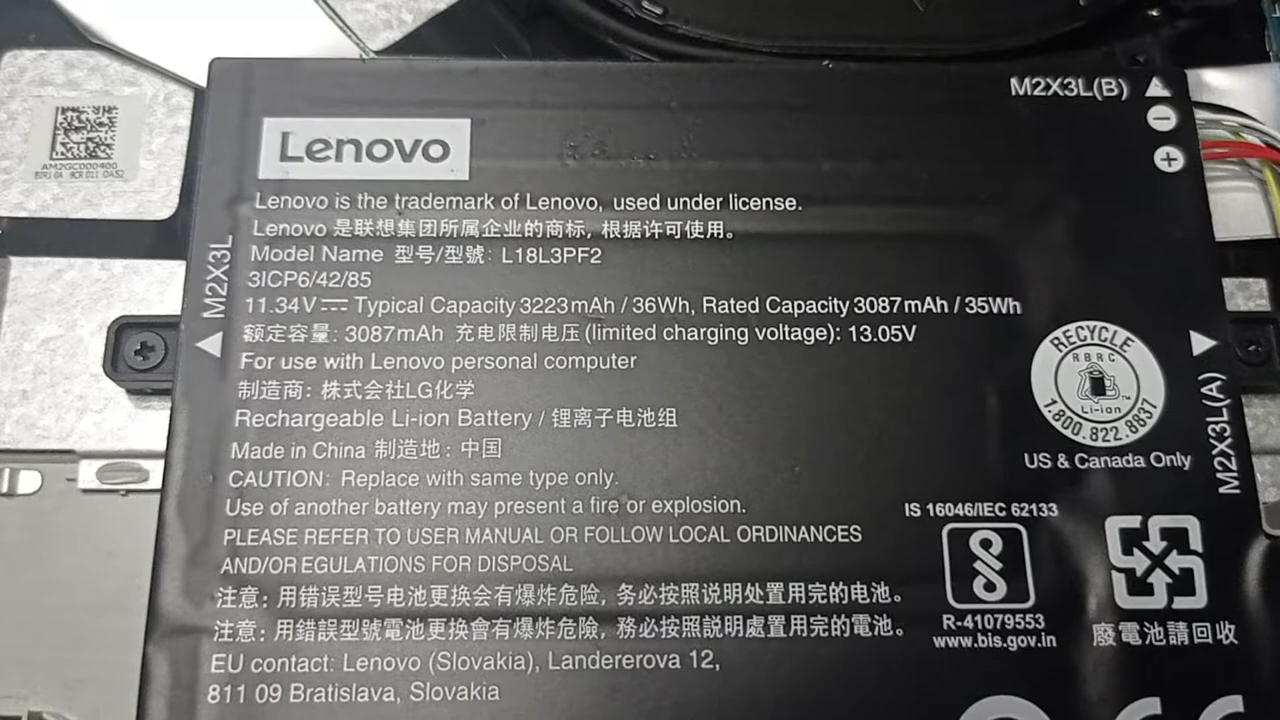 M2X3L(B)
Lenovo
Lenovo is the trademark of Lenovo, used under license.
Lenovo 是联想集团所属企业的商标, 根据许可使用。
Model Name 型号/型號: L18L3PF2
3ICP6/42/85
11.34V Typical Capacity 3223mAh / 36Wh, Rated Capacity 3087mAh / 35Wh
额定容量: 3087mAh 充电限制电压 (limited charging voltage): 13.05V
For use with Lenovo personal computer
制造商: 株式会社LG化学
Rechargeable Li-ion Battery / 锂离子电池组
Made in China 制造地: 中国
CAUTION: Replace with same type only.
Use of another battery may present a fire or explosion.
PLEASE REFER TO USER MANUAL OR FOLLOW LOCAL ORDINANCES
AND/OR EGULATIONS FOR DISPOSAL
注意: 用错误型号电池更换会有爆炸危险, 务必按照说明处置用完的电池。
注意: 用錯誤型號電池更換會有爆炸危險, 務必按照說明處置用完的電池。
EU contact: Lenovo (Slovakia), Landererova 12,
811 09 Bratislava, Slovakia
M2X3L
M2X3L(A)
RECYCLE
RBRC
Li-ion
TM
1.800.822.8837
US & Canada Only
IS 16046/IEC 62133
R-41079553
www.bis.gov.in
廢電池請回收
AM2GC000400